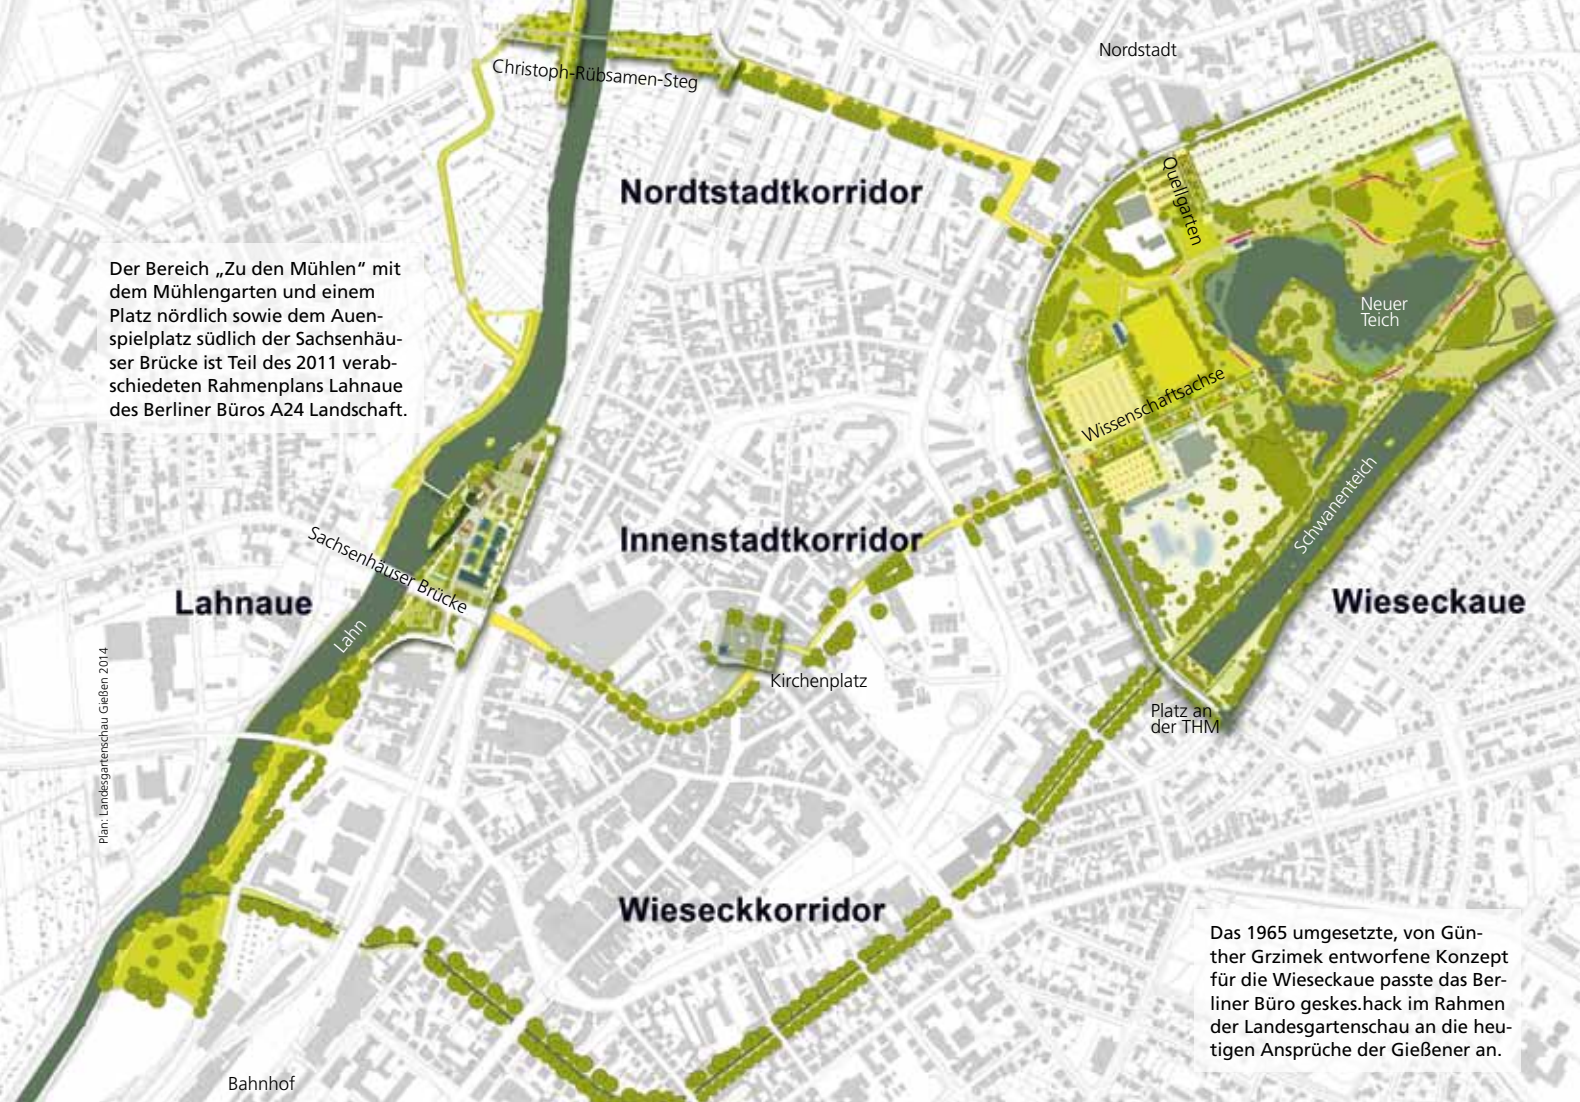 Nordstadt
Christoph-Rübsamen-Steg
Nordtstadtkorridor
Quellgarten
Der Bereich „Zu den Mühlen“ mit
dem Mühlengarten und einem
Platz nördlich sowie dem Auen-
spielplatz südlich der Sachsenhäu-
ser Brücke ist Teil des 2011 verab-
schiedeten Rahmenplans Lahnaue
des Berliner Büros A24 Landschaft.
Neuer
Teich
Wissenschaftsachse
Schwanenteich
Innenstadtkorridor
Sachsenhäuser Brücke
Lahnaue
Wieseckaue
Lahn
Kirchenplatz
Platz an
der THM
Plan: Landesgartenschau Gießen 2014
Wieseckkorridor
Das 1965 umgesetzte, von Gün-
ther Grzimek entworfene Konzept
für die Wieseckaue passte das Ber-
liner Büro geskes.hack im Rahmen
der Landesgartenschau an die heu-
tigen Ansprüche der Gießener an.
Bahnhof